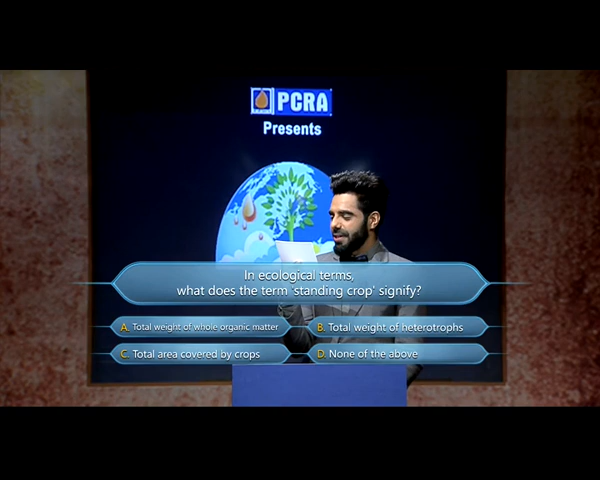 PCRA
Presents
In ecological terms,
what does the term 'standing crop' signify?
A. Total weight of whole organic matter
B. Total weight of heterotrophs
C. Total area covered by crops
D. None of the above